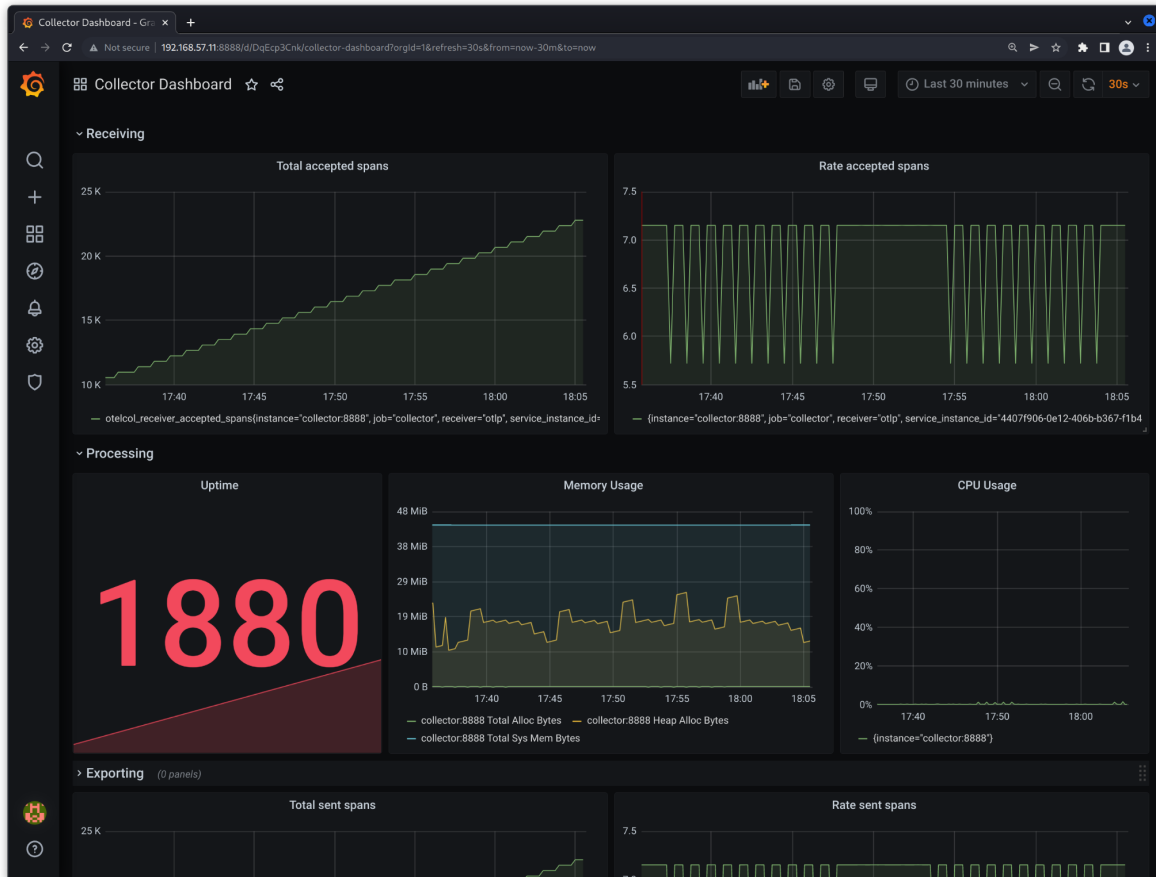 Collector Dashboard - Gra
Not secure 192.168.57.11:8888/d/DqEcp3Cnk/collector-dashboard?orgId=1&refresh=30s&from=now-30m&to=now
Collector Dashboard
Last 30 minutes
30s
Receiving
Total accepted spans
25 K
20 K
15 K
10 K
17:40 17:45 17:50 17:55 18:00 18:05
otelcol_receiver_accepted_spans{instance="collector:8888", job="collector", receiver="otlp", service_instance_id=
Rate accepted spans
7.5
7.0
6.5
6.0
5.5
17:40 17:45 17:50 17:55 18:00 18:05
{instance="collector:8888", job="collector", receiver="otlp", service_instance_id="4407f906-0e12-406b-b367-f1b4
Processing
Uptime
1880
Memory Usage
48 MiB
38 MiB
29 MiB
19 MiB
10 MiB
0 B
17:40 17:45 17:50 17:55 18:00 18:05
collector:8888 Total Alloc Bytes collector:8888 Heap Alloc Bytes
collector:8888 Total Sys Mem Bytes
CPU Usage
100%
80%
60%
40%
20%
0%
17:40 17:50 18:00
{instance="collector:8888"}
Exporting (0 panels)
Total sent spans
25 K
Rate sent spans
7.5